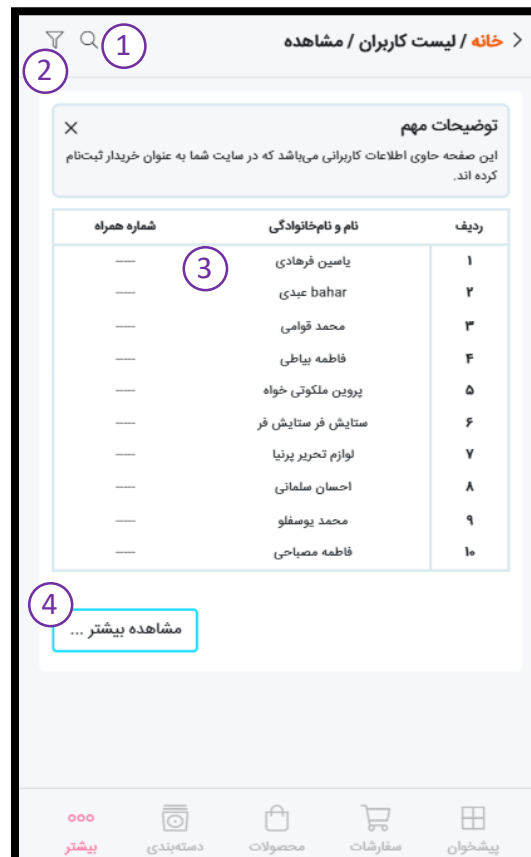 خانه / لیست کاربران / مشاهده
1
2
توضیحات مهم
این صفحه حاوی اطلاعات کاربرانی می‌باشد که در سایت شما به عنوان خریدار ثبت‌نام
کرده اند.
ردیف نام و نام‌خانوادگی شماره همراه
۱ یاسین فرهادی -----
3
۲ bahar عبدی -----
۳ محمد قوامی -----
۴ فاطمه بیاطی -----
۵ پروین ملکوتی خواه -----
۶ ستایش فر ستایش فر -----
۷ لوازم تحریر پرنیا -----
۸ احسان سلمانی -----
۹ محمد یوسفلو -----
۱۰ فاطمه مصباحی -----
4
مشاهده بیشتر ...
پیشخوان سفارشات محصولات دسته‌بندی بیشتر